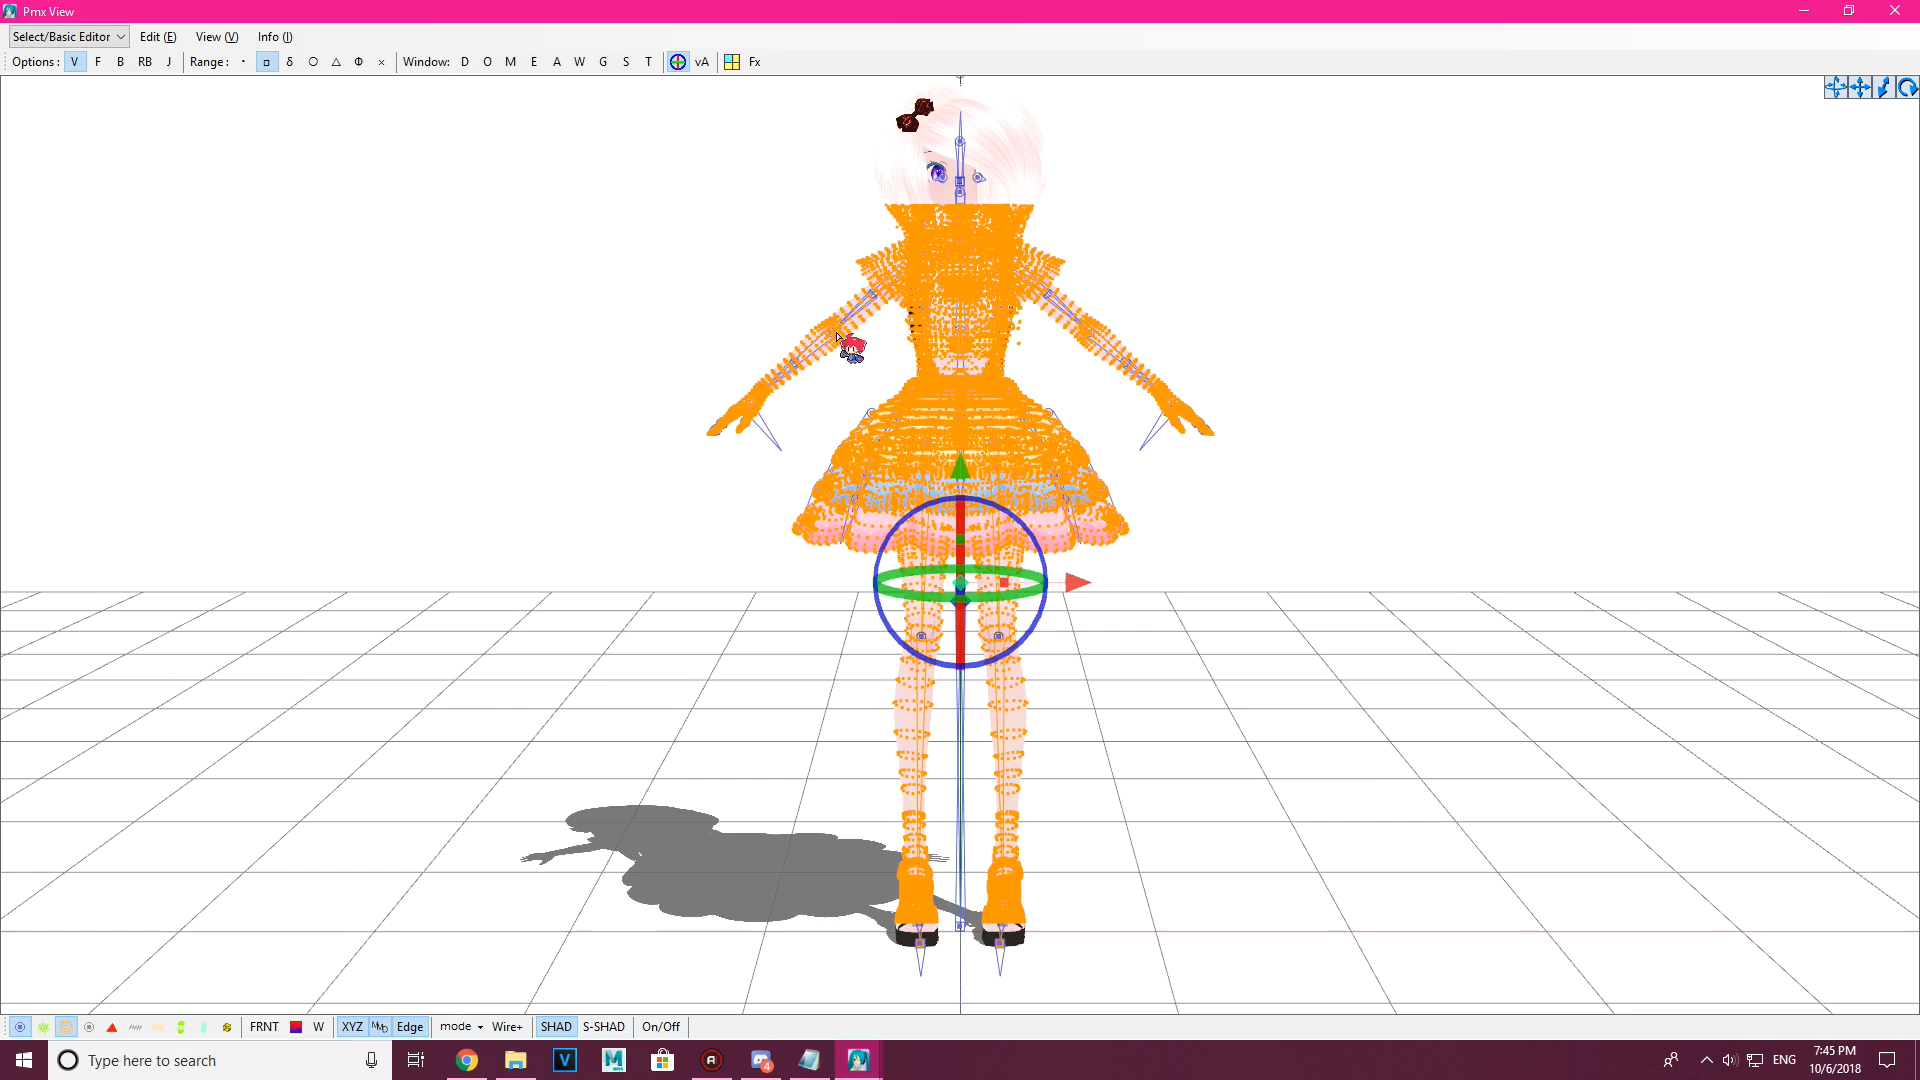 Pmx View
Select/Basic Editor Edit (E) View (V) Info (I)
Options : V F B RB J Range : · δ O △ Φ × Window: D O M E A W G S T vA Fx
FRNT W XYZ Edge mode Wire+ SHAD S-SHAD On/Off
Type here to search
V
M
4
ENG
7:45 PM
10/6/2018